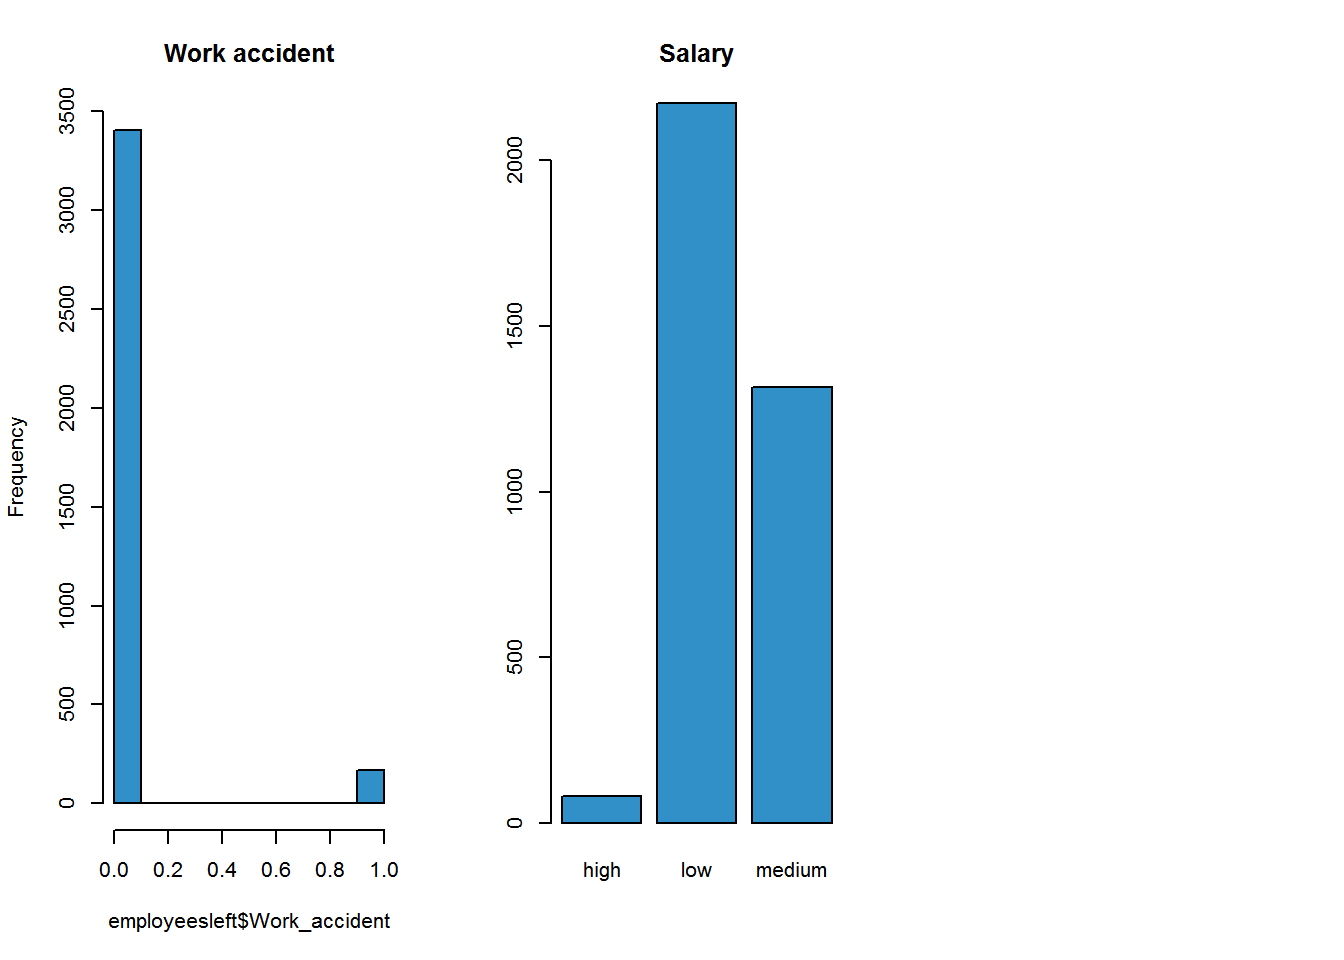 Work accident
Frequency
3500
3000
2500
2000
1500
1000
500
0
0.0 0.2 0.4 0.6 0.8 1.0
employeesleft$Work_accident
Salary
2000
1500
1000
500
0
high low medium